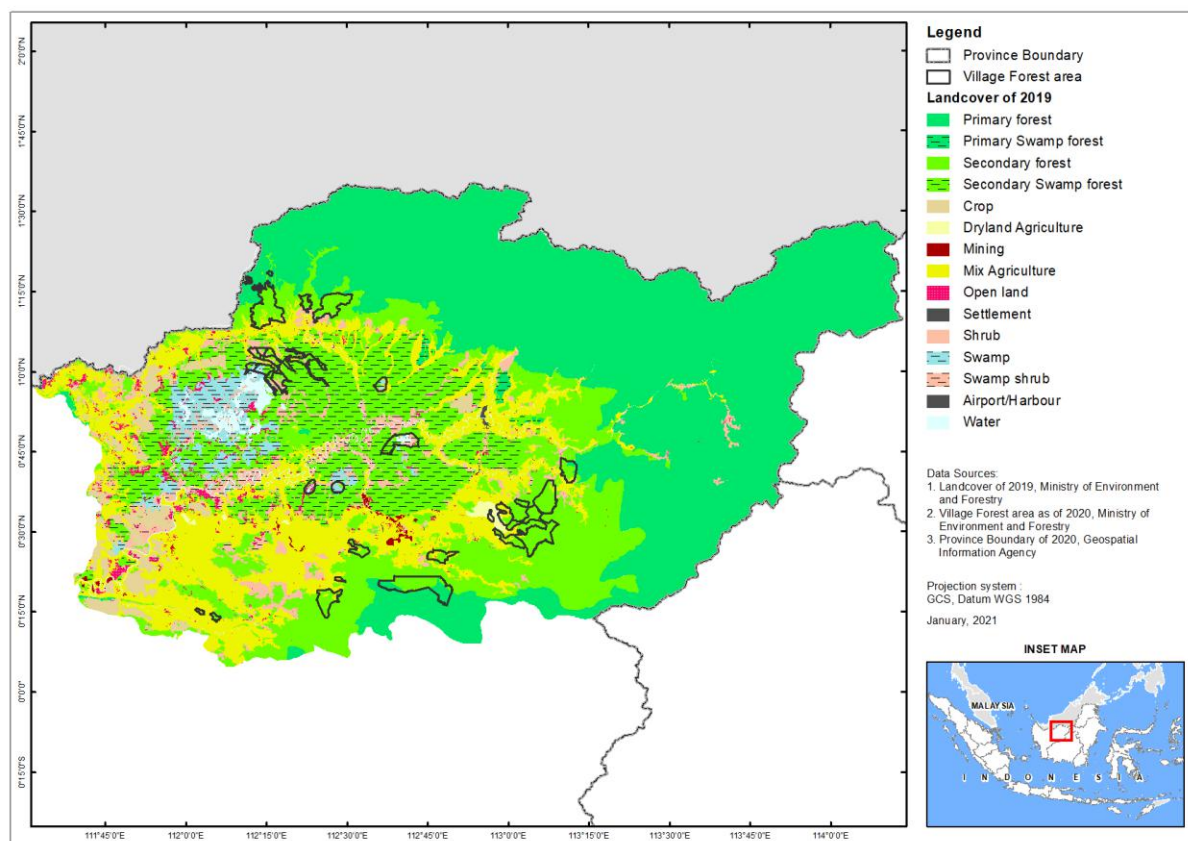 2°0'0"N
1°45'0"N
1°30'0"N
1°15'0"N
1°0'0"N
0°45'0"N
0°30'0"N
0°15'0"N
0°0'0"
0°15'0"S
111°45'0"E
112°0'0"E
112°15'0"E
112°30'0"E
112°45'0"E
113°0'0"E
113°15'0"E
113°30'0"E
113°45'0"E
114°0'0"E
Legend
Province Boundary
Village Forest area
Landcover of 2019
Primary forest
Primary Swamp forest
Secondary forest
Secondary Swamp forest
Crop
Dryland Agriculture
Mining
Mix Agriculture
Open land
Settlement
Shrub
Swamp
Swamp shrub
Airport/Harbour
Water
Data Sources:
1. Landcover of 2019, Ministry of Environment
and Forestry
2. Village Forest area as of 2020, Ministry of
Environment and Forestry
3. Province Boundary of 2020, Geospatial
Information Agency
Projection system :
GCS, Datum WGS 1984
January, 2021
INSET MAP
MALAYSIA
I N D O N E S I A